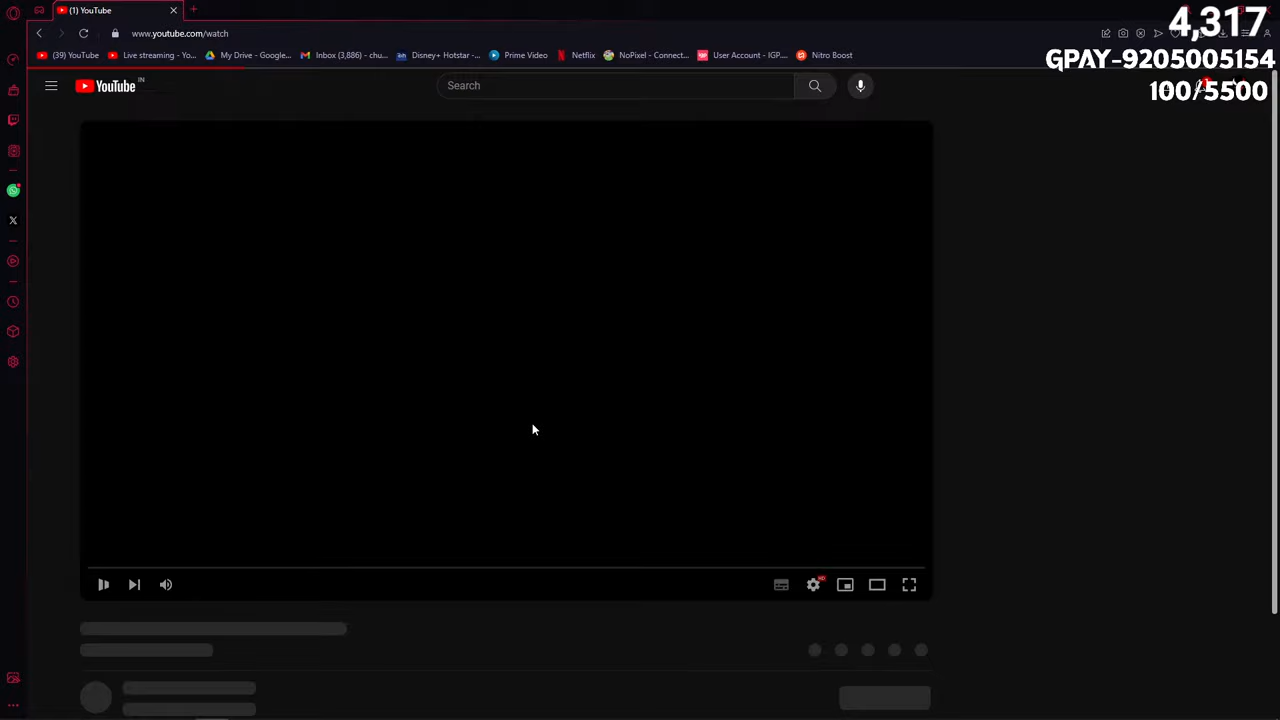 (1) YouTube
4,317
www.youtube.com/watch
(39) YouTube
Live streaming - Yo...
My Drive - Google...
Inbox (3,886) - chu...
Disney+ Hotstar -...
Prime Video
Netflix
NoPixel - Connect...
User Account - IGP...
Nitro Boost
GPAY-9205005154
YouTube IN
Search
100/5500
HD